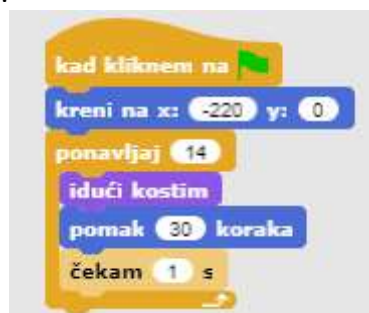 kad kliknem na
kreni na x: -220 y: 0
ponavljaj 14
idući kostim
pomak 30 koraka
čekam 1 s